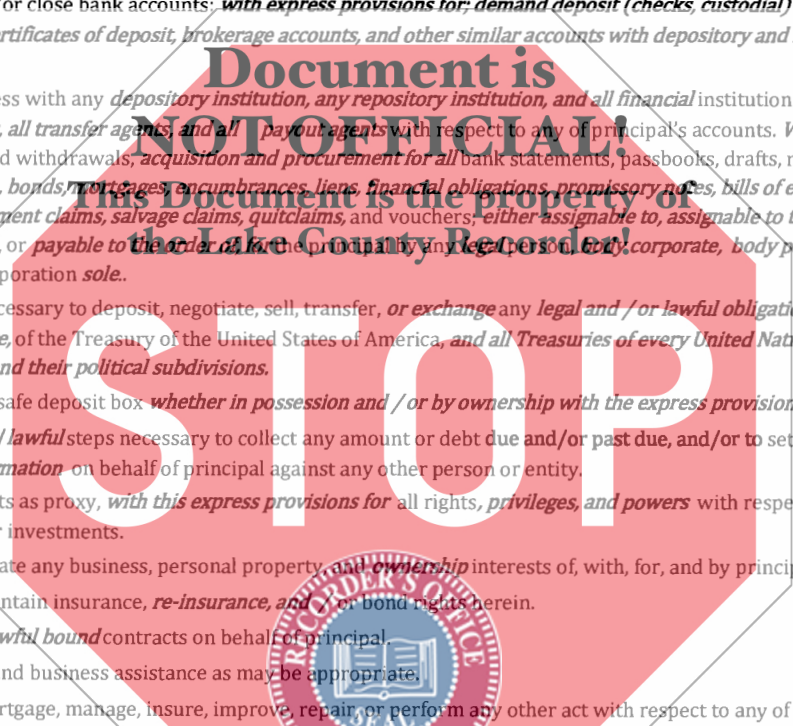 or close bank accounts: with express provisions for; demand deposit (checks, custodial)
rtificates of deposit, brokerage accounts, and other similar accounts with depository and
Document is
ess with any depository institution, any repository institution, and all financial institution
NOT OFFICIAL!
, all transfer agents, and all payout agents with respect to any of principal's accounts. W
d withdrawals, acquisition and procurement for all bank statements, passbooks, drafts,
, bonds, mortgages, encumbrances, liens, financial obligations, promissory notes, bills of e
This Document is the property of
ment claims, salvage claims, quitclaims, and vouchers; either assignable to, assignable to t
the Lake County Recorder!
, or payable to the order of, for the principal by any legal person, body corporate, body p
poration sole..
cessary to deposit, negotiate, sell, transfer, or exchange any legal and / or lawful obligati
e, of the Treasury of the United States of America, and all Treasuries of every United Nati
nd their political subdivisions.
STOP
safe deposit box whether in possession and / or by ownership with the express provision
/ lawful steps necessary to collect any amount or debt due and/or past due, and/or to set
mation on behalf of principal against any other person or entity.
ts as proxy, with this express provisions for all rights, privileges, and powers with respe
r investments.
ate any business, personal property, and ownership interests of, with, for, and by princip
RECORDER'S OFFICE
ntain insurance, re-insurance, and / or bond rights herein.
wful bound contracts on behalf of principal.
nd business assistance as may be appropriate.
rtgage, manage, insure, improve, repair, or perform any other act with respect to any of
SEAL